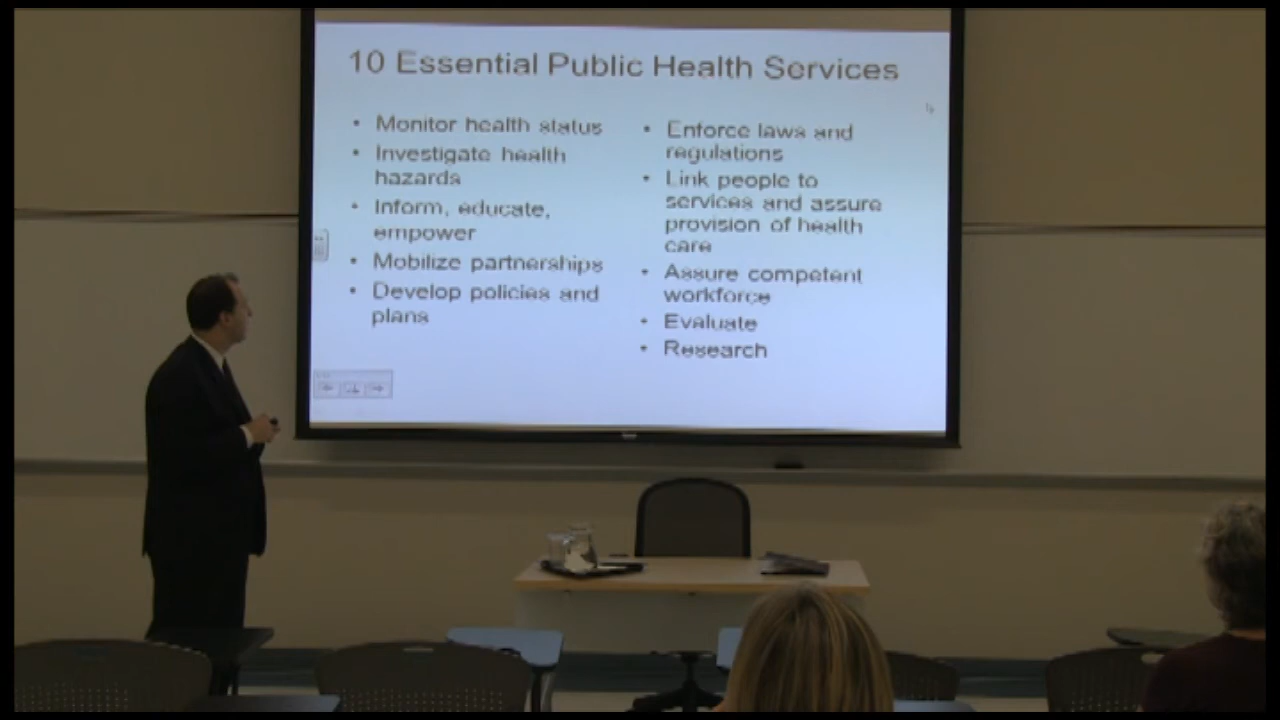 10 Essential Public Health Services
• Monitor health status
• Investigate health
hazards
• Inform, educate,
empower
• Mobilize partnerships
• Develop policies and
plans
• Enforce laws and
regulations
• Link people to
services and assure
provision of health
care
• Assure competent
workforce
• Evaluate
• Research